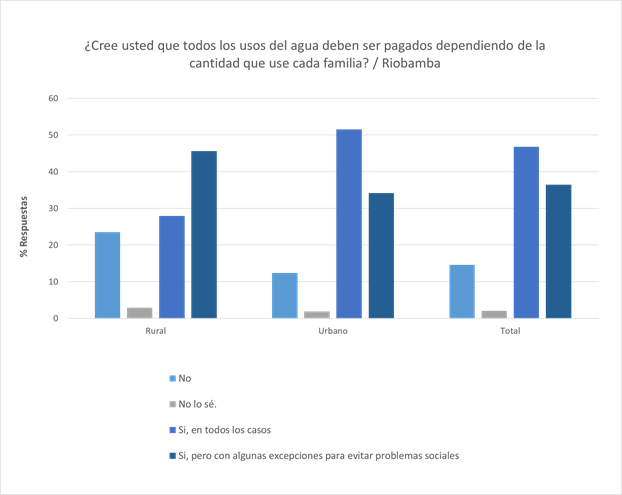 ¿Cree usted que todos los usos del agua deben ser pagados dependiendo de la
cantidad que use cada familia? / Riobamba
60
50
40
30
20
10
0
% Respuestas
Rural
Urbano
Total
No
No lo sé.
Si, en todos los casos
Si, pero con algunas excepciones para evitar problemas sociales